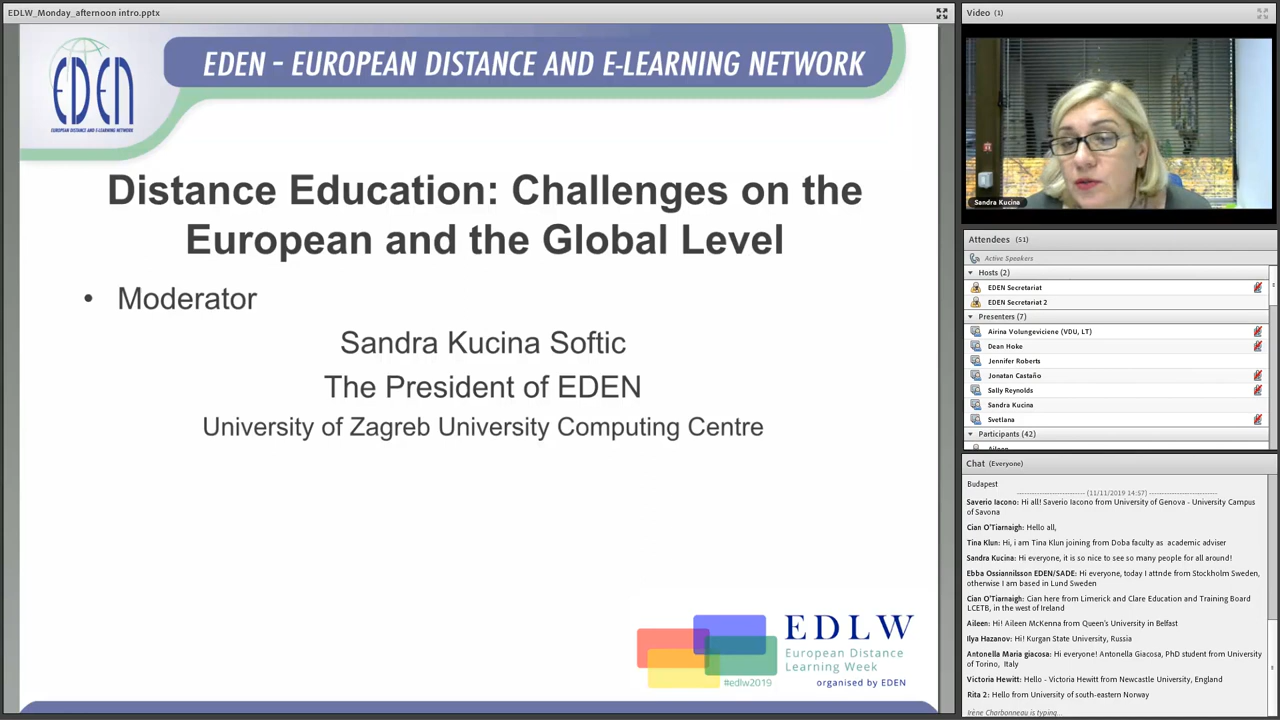 EDLW_Monday_afternoon intro.pptx
EDEN
EUROPEAN DISTANCE AND E-LEARNING NETWORK
EDEN - EUROPEAN DISTANCE AND E-LEARNING NETWORK
Distance Education: Challenges on the
European and the Global Level
• Moderator
Sandra Kucina Softic
The President of EDEN
University of Zagreb University Computing Centre
EDLW
European Distance
Learning Week
#edlw2019
organised by EDEN
Video (1)
Sandra Kucina
Attendees (51)
Active Speakers
Hosts (2)
EDEN Secretariat
EDEN Secretariat 2
Presenters (7)
Airina Volungeviciene (VDU, LT)
Dean Hoke
Jennifer Roberts
Jonatan Castaño
Sally Reynolds
Sandra Kucina
Svetlana
Participants (42)
Aileen
Chat (Everyone)
Budapest
(11/11/2019 14:57)
Saverio Iacono: Hi all! Saverio Iacono from University of Genova - University Campus
of Savona
Cian O'Tiarnaigh: Hello all,
Tina Klun: Hi, i am Tina Klun joining from Doba faculty as academic adviser
Sandra Kucina: Hi everyone, it is so nice to see so many people for all around!
Ebba Ossiannilsson EDEN/SADE: Hi everyone, today I attnde from Stockholm Sweden,
otherwise I am based in Lund Sweden
Cian O'Tiarnaigh: Cian here from Limerick and Clare Education and Training Board
LCETB, in the west of Ireland
Aileen: Hi! Aileen McKenna from Queen's University in Belfast
Ilya Hazanov: Hi! Kurgan State University, Russia
Antonella Maria giacosa: Hi everyone! Antonella Giacosa, PhD student from University
of Torino, Italy
Victoria Hewitt: Hello - Victoria Hewitt from Newcastle University, England
Rita 2: Hello from University of south-eastern Norway
Irène Charbonneau is typing...